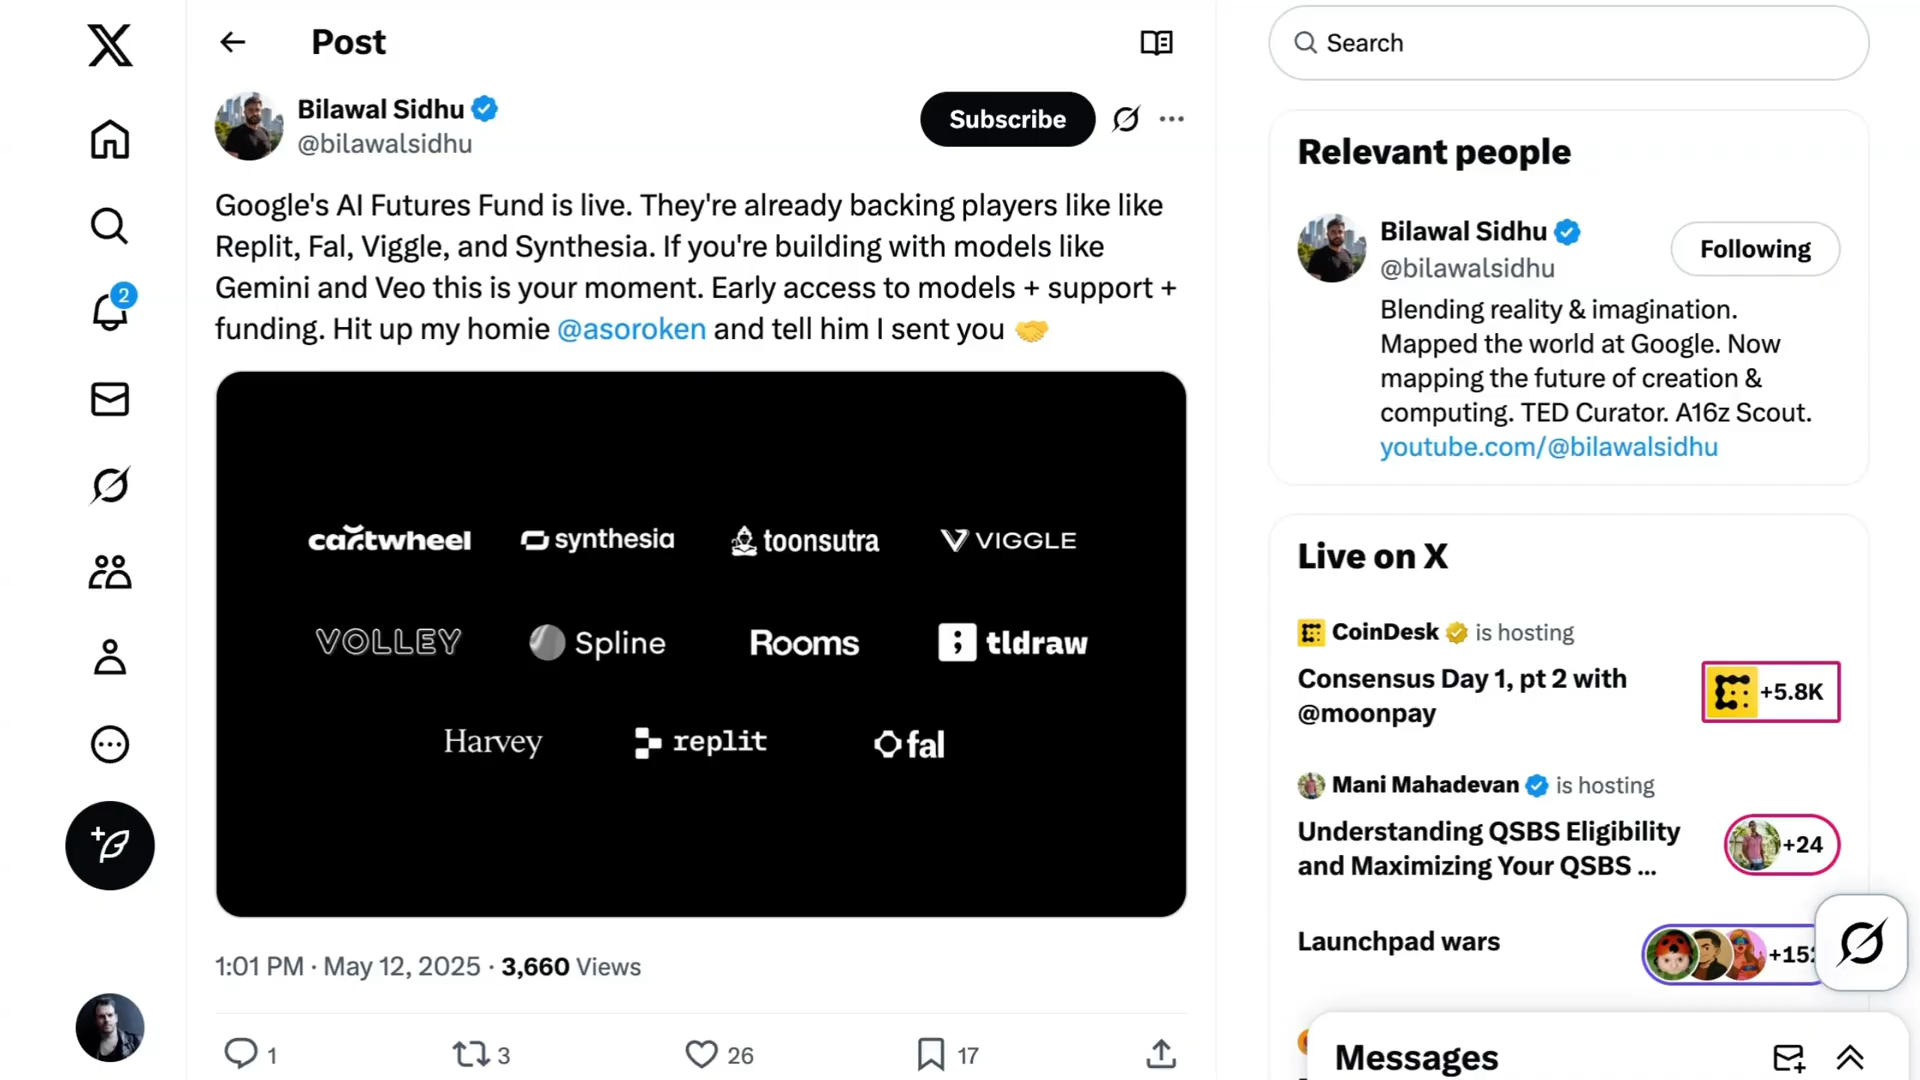 Post
Search
Bilawal Sidhu
@bilawalsidhu
Subscribe
Google's AI Futures Fund is live. They're already backing players like like
Replit, Fal, Viggle, and Synthesia. If you're building with models like
Gemini and Veo this is your moment. Early access to models + support +
funding. Hit up my homie @asoroken and tell him I sent you 🤝
cartwheel
synthesia
toonsutra
VIGGLE
VOLLEY
Spline
Rooms
tldraw
Harvey
replit
fal
1:01 PM · May 12, 2025 · 3,660 Views
1
3
26
17
2
Relevant people
Bilawal Sidhu
@bilawalsidhu
Following
Blending reality & imagination.
Mapped the world at Google. Now
mapping the future of creation &
computing. TED Curator. A16z Scout.
youtube.com/@bilawalsidhu
Live on X
CoinDesk is hosting
Consensus Day 1, pt 2 with
@moonpay
+5.8K
Mani Mahadevan is hosting
Understanding QSBS Eligibility
and Maximizing Your QSBS ...
+24
Launchpad wars
+152
Messages